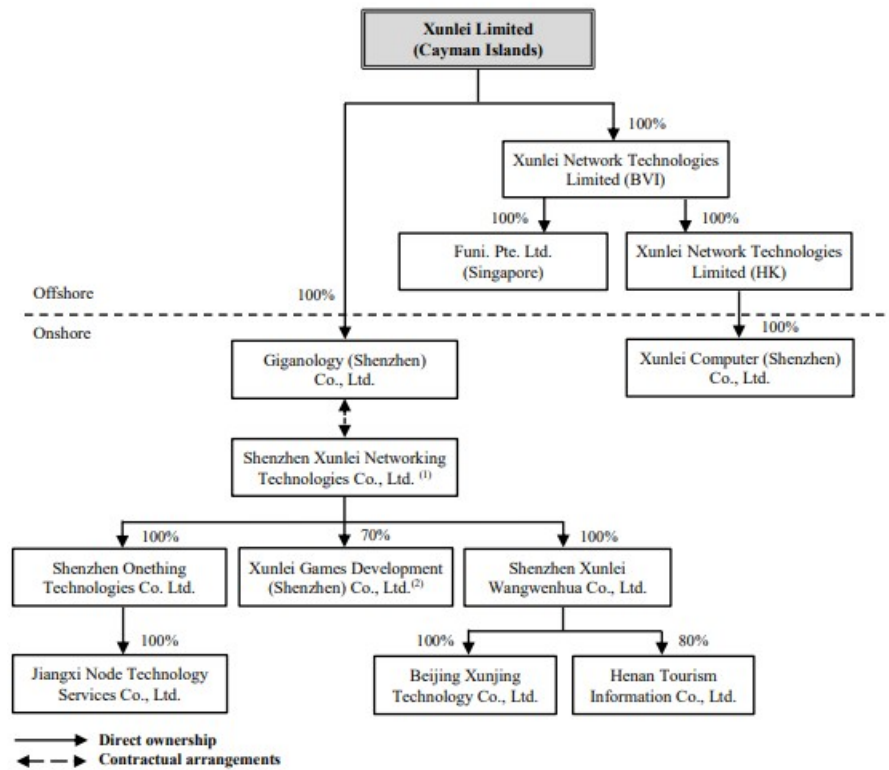 Xunlei Limited
(Cayman Islands)
100%
Xunlei Network Technologies
Limited (BVI)
100%
100%
Funi. Pte. Ltd.
(Singapore)
Xunlei Network Technologies
Limited (HK)
Offshore
100%
Onshore
100%
Giganology (Shenzhen)
Co., Ltd.
Xunlei Computer (Shenzhen)
Co., Ltd.
Shenzhen Xunlei Networking
Technologies Co., Ltd. (1)
100%
70%
100%
Shenzhen Onething
Technologies Co. Ltd.
Xunlei Games Development
(Shenzhen) Co., Ltd.(2)
Shenzhen Xunlei
Wangwenhua Co., Ltd.
100%
100%
80%
Jiangxi Node Technology
Services Co., Ltd.
Beijing Xunjing
Technology Co., Ltd.
Henan Tourism
Information Co., Ltd.
Direct ownership
Contractual arrangements